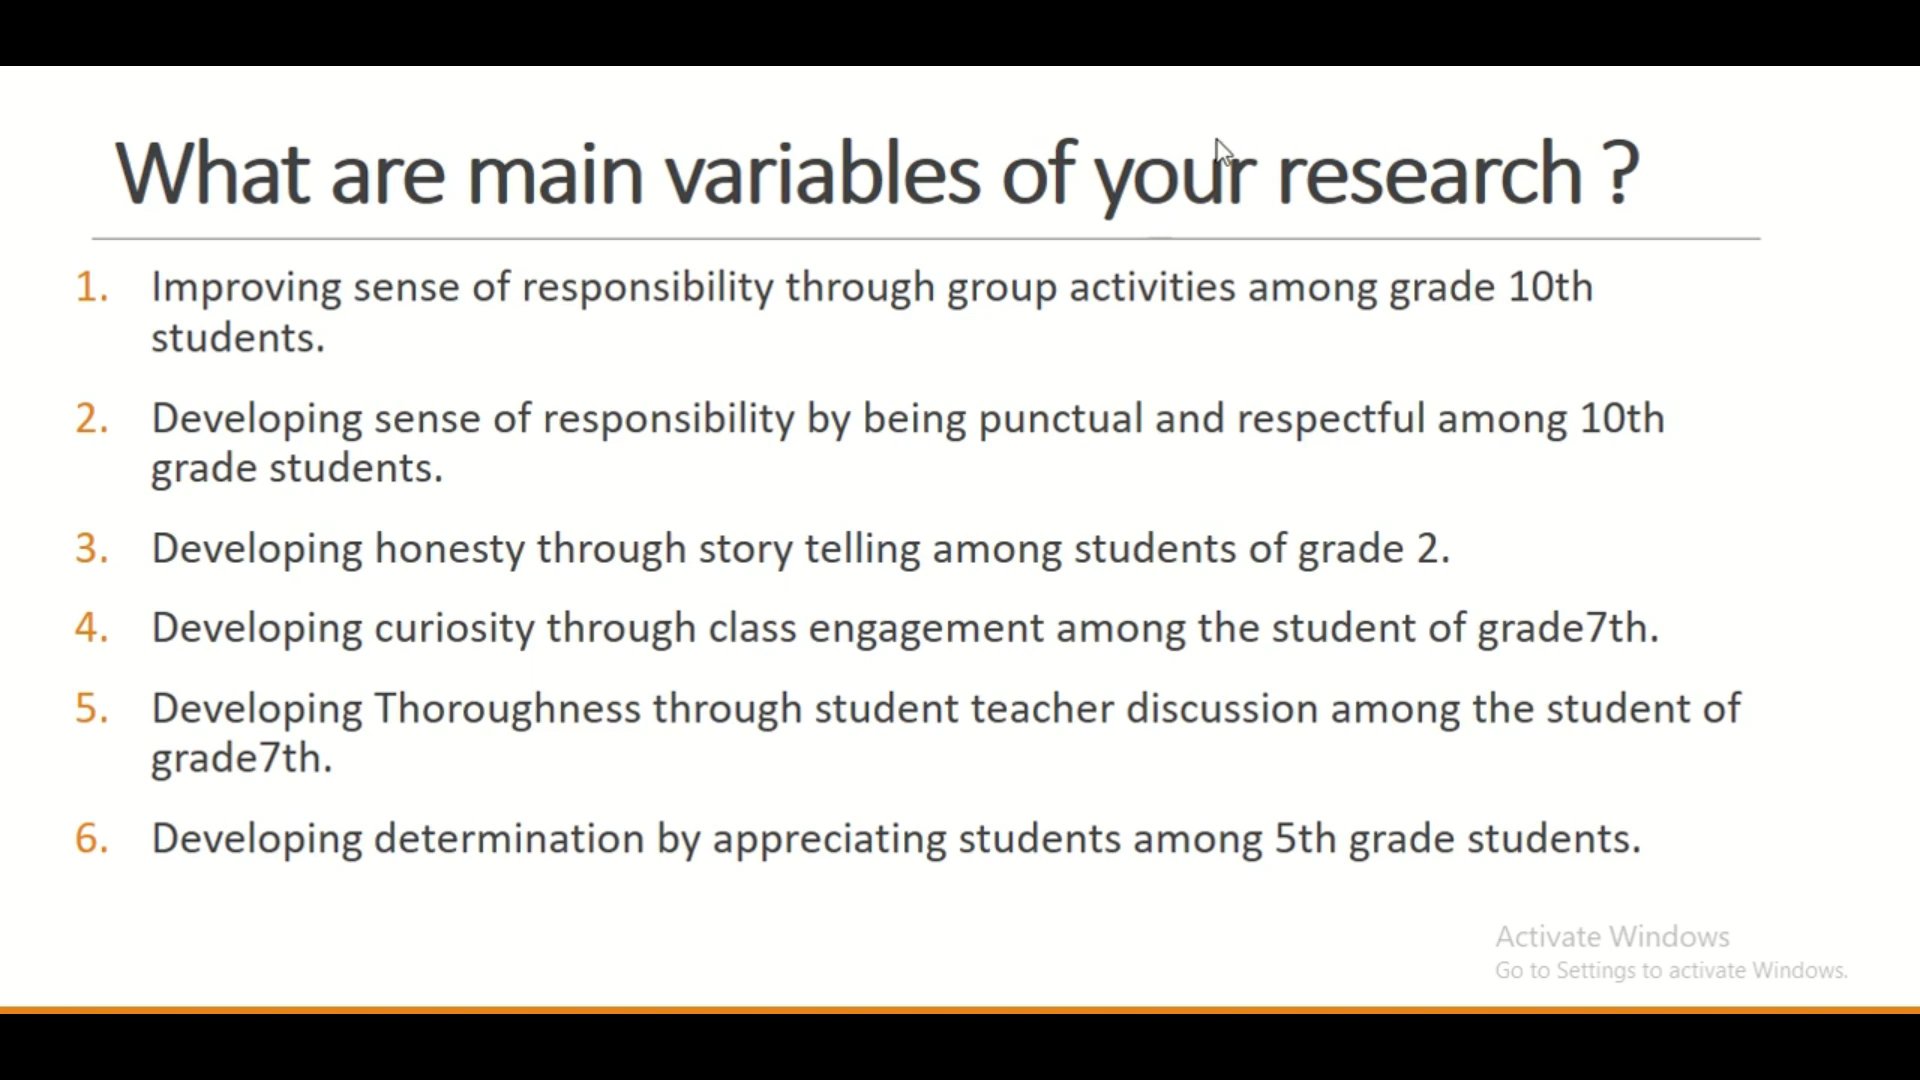 What are main variables of your research ?
1. Improving sense of responsibility through group activities among grade 10th
students.
2. Developing sense of responsibility by being punctual and respectful among 10th
grade students.
3. Developing honesty through story telling among students of grade 2.
4. Developing curiosity through class engagement among the student of grade7th.
5. Developing Thoroughness through student teacher discussion among the student of
grade7th.
6. Developing determination by appreciating students among 5th grade students.
Activate Windows
Go to Settings to activate Windows.